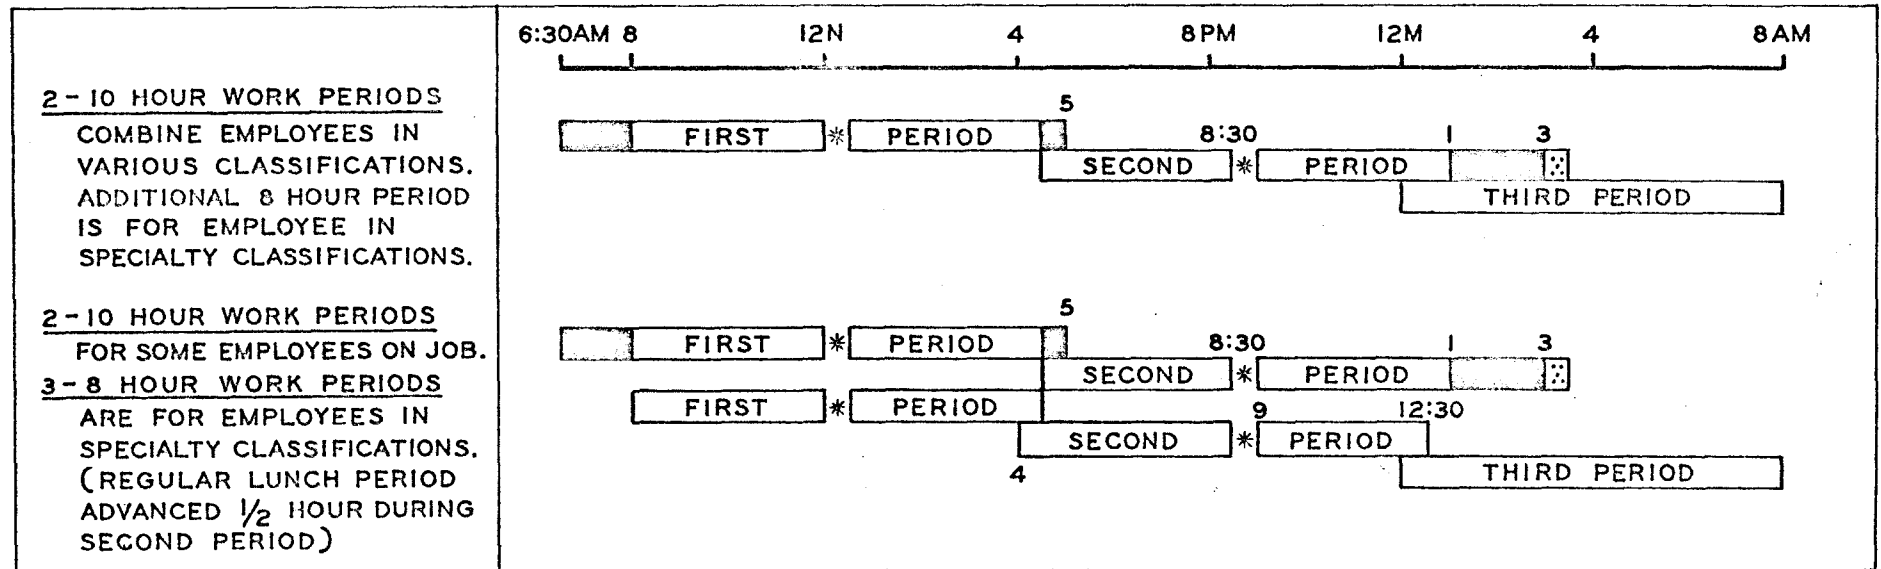 6:30AM 8 12N 4 8PM 12M 4 8AM
2-10 HOUR WORK PERIODS
COMBINE EMPLOYEES IN
VARIOUS CLASSIFICATIONS.
ADDITIONAL 8 HOUR PERIOD
IS FOR EMPLOYEE IN
SPECIALTY CLASSIFICATIONS.
5
FIRST * PERIOD 8:30 1 3
SECOND * PERIOD
THIRD PERIOD
2-10 HOUR WORK PERIODS
FOR SOME EMPLOYEES ON JOB.
3-8 HOUR WORK PERIODS
ARE FOR EMPLOYEES IN
SPECIALTY CLASSIFICATIONS.
(REGULAR LUNCH PERIOD
ADVANCED 1/2 HOUR DURING
SECOND PERIOD)
5
FIRST * PERIOD 8:30 1 3
SECOND * PERIOD
FIRST * PERIOD 9 12:30
SECOND * PERIOD
4 THIRD PERIOD